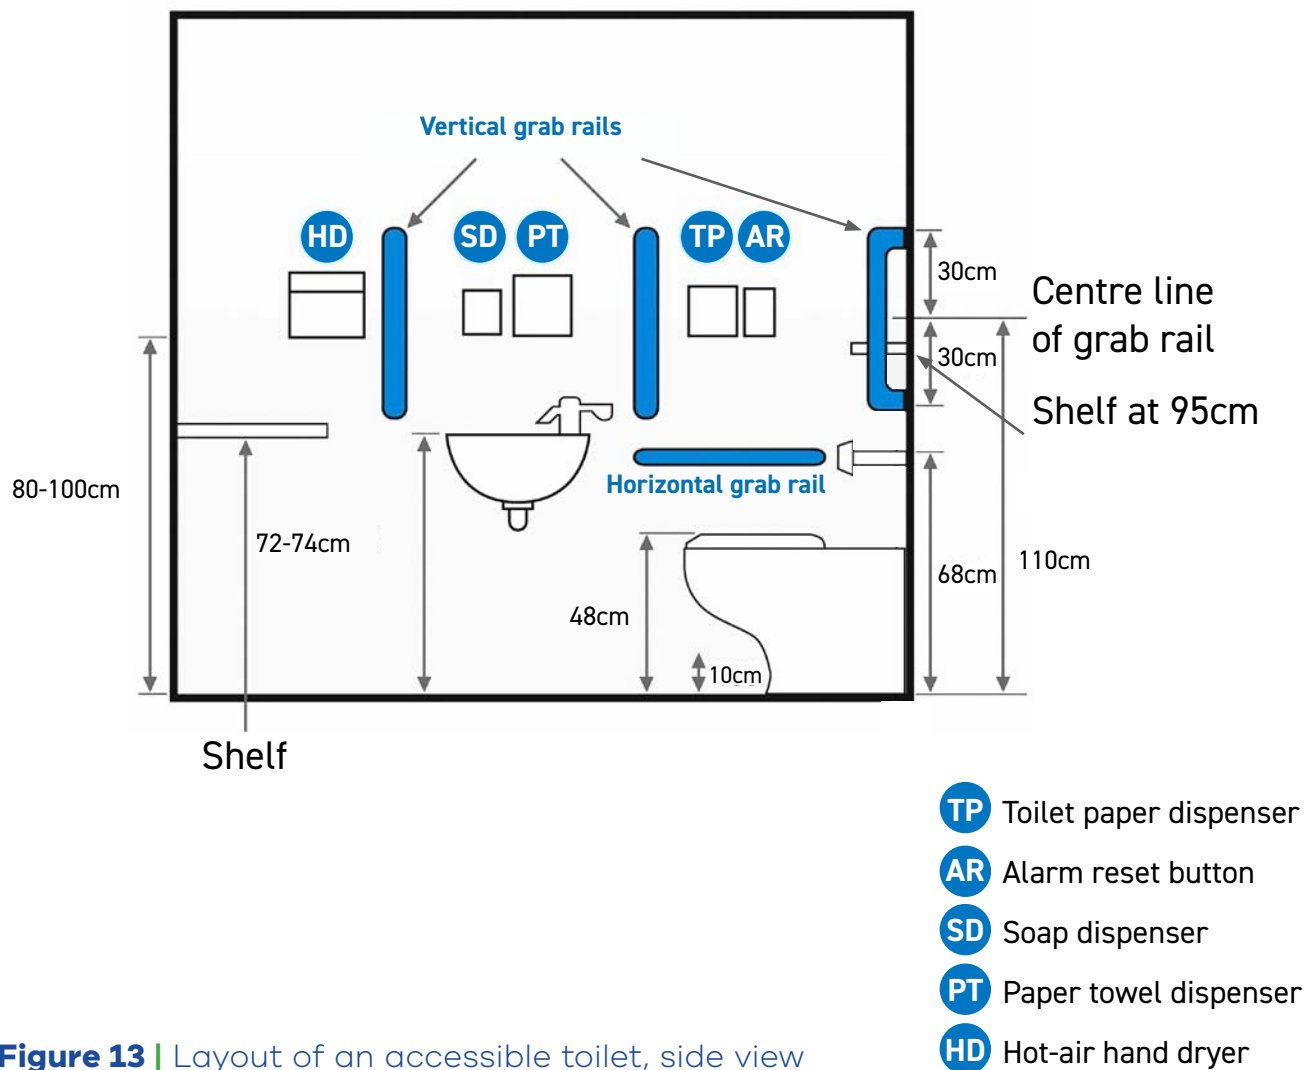 Vertical grab rails
HD
SD
PT
TP
AR
30cm
Centre line
of grab rail
30cm
Shelf at 95cm
80-100cm
Horizontal grab rail
72-74cm
110cm
68cm
48cm
10cm
Shelf
TP Toilet paper dispenser
AR Alarm reset button
SD Soap dispenser
PT Paper towel dispenser
HD Hot-air hand dryer
Figure 13 | Layout of an accessible toilet, side view